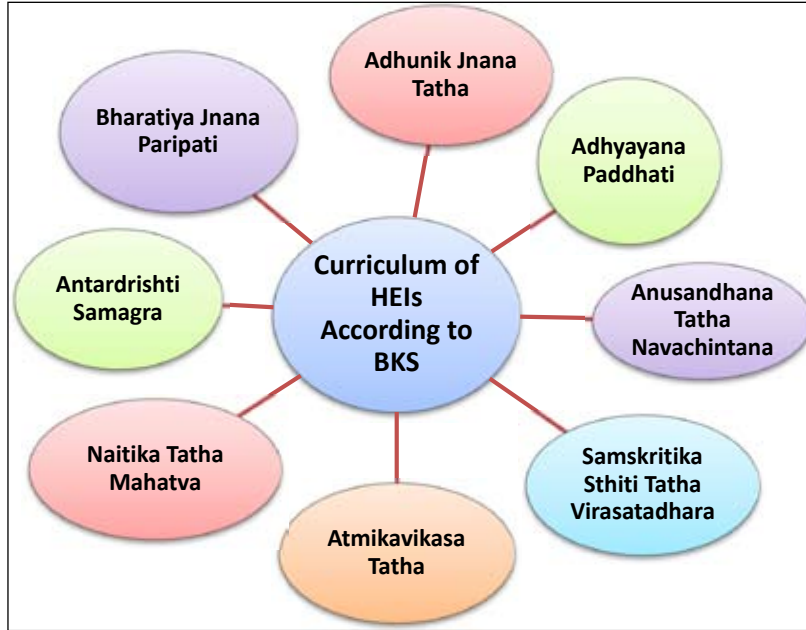 Adhunik Jnana
Tatha
Bharatiya Jnana
Paripati
Adhyayana
Paddhati
Curriculum of
HEIs
According to
BKS
Antardrishti
Samagra
Anusandhana
Tatha
Navachintana
Naitika Tatha
Mahatva
Samskritika
Sthiti Tatha
Virasatadhara
Atmikavikasa
Tatha